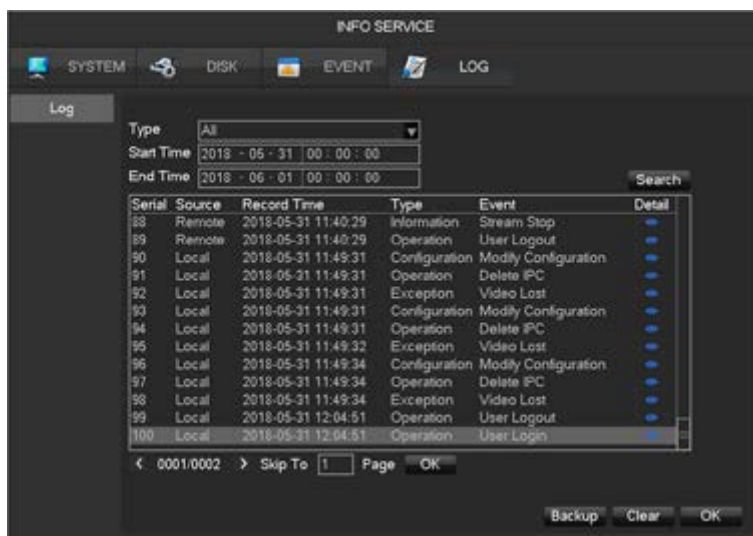 INFO SERVICE
SYSTEM DISK EVENT LOG
Log
Type All
Start Time 2018 - 05 - 31 00 : 00 : 00
End Time 2018 - 06 - 01 00 : 00 : 00
Search
Serial Source Record Time Type Event Detail
88 Remote 2018-05-31 11:40:29 Information Stream Stop
89 Remote 2018-05-31 11:40:29 Operation User Logout
90 Local 2018-05-31 11:49:31 Configuration Modify Configuration
91 Local 2018-05-31 11:49:31 Operation Delete IPC
92 Local 2018-05-31 11:49:31 Exception Video Lost
93 Local 2018-05-31 11:49:31 Configuration Modify Configuration
94 Local 2018-05-31 11:49:31 Operation Delete IPC
95 Local 2018-05-31 11:49:32 Exception Video Lost
96 Local 2018-05-31 11:49:34 Configuration Modify Configuration
97 Local 2018-05-31 11:49:34 Operation Delete IPC
98 Local 2018-05-31 11:49:34 Exception Video Lost
99 Local 2018-05-31 12:04:51 Operation User Logout
100 Local 2018-05-31 12:04:51 Operation User Login
< 0001/0002 > Skip To 1 Page OK
Backup Clear OK